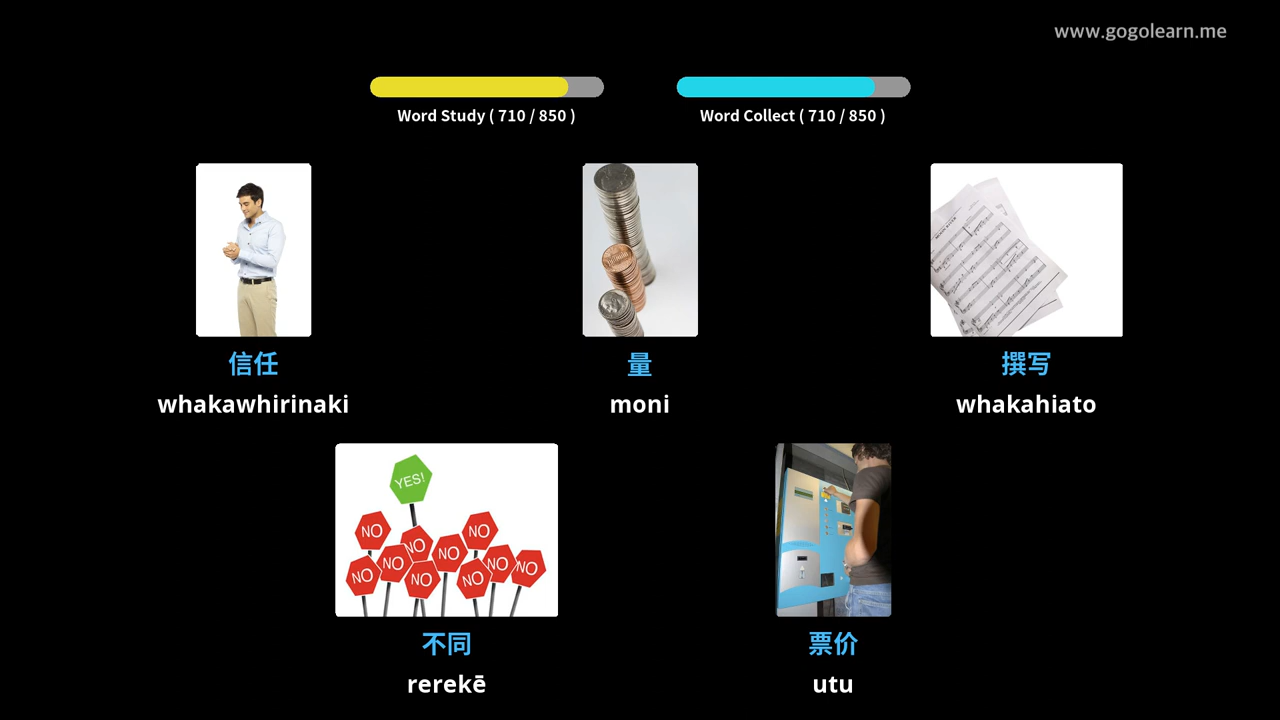 www.gogolearn.me
Word Study ( 710 / 850 )
Word Collect ( 710 / 850 )
信任
whakawhirinaki
量
moni
撰写
whakahiato
YES!
NO
NO
NO
NO
NO
NO
NO
NO
NO
NO
不同
rerekē
票价
utu